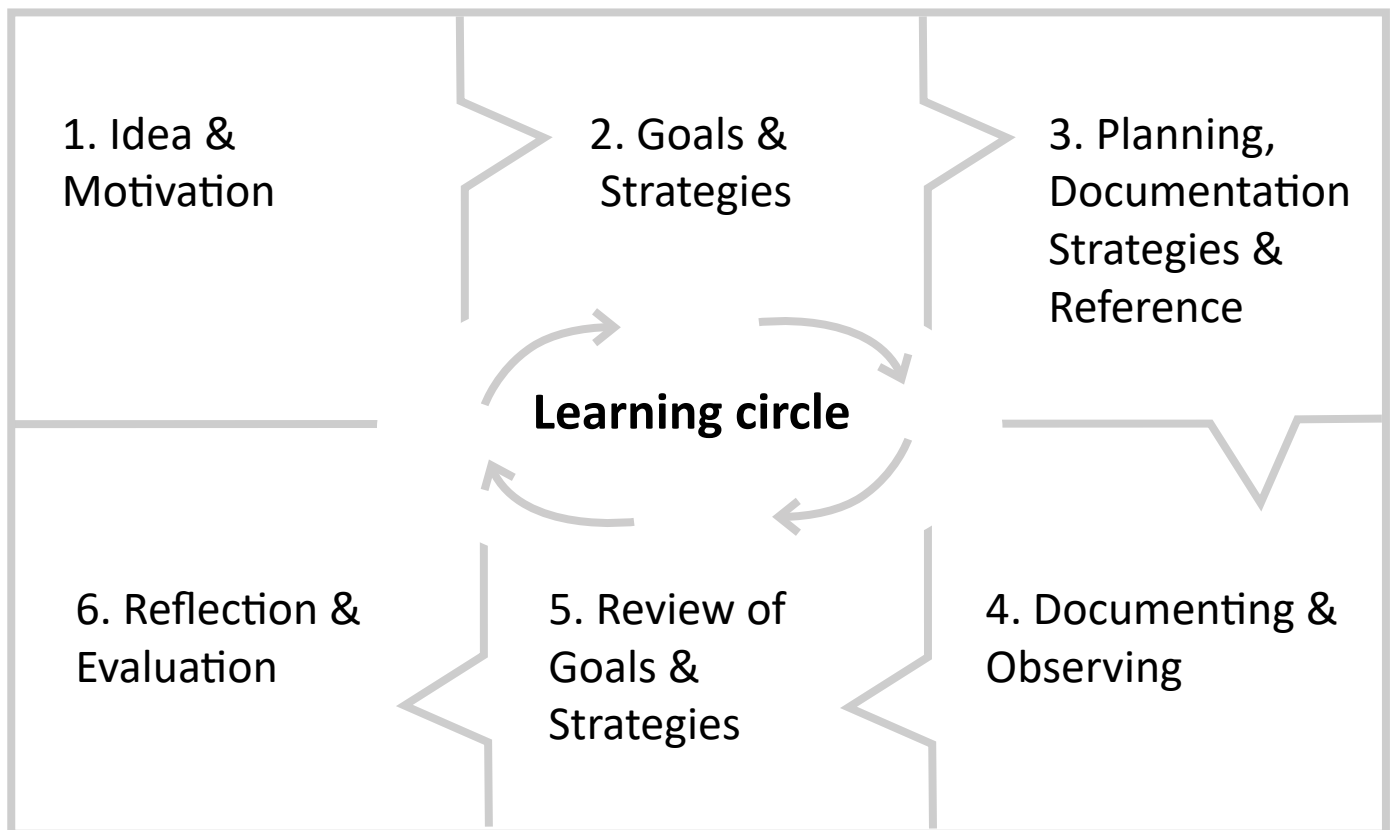 1. Idea &
Motivation
2. Goals &
Strategies
3. Planning,
Documentation
Strategies &
Reference
Learning circle
6. Reflection &
Evaluation
5. Review of
Goals &
Strategies
4. Documenting &
Observing